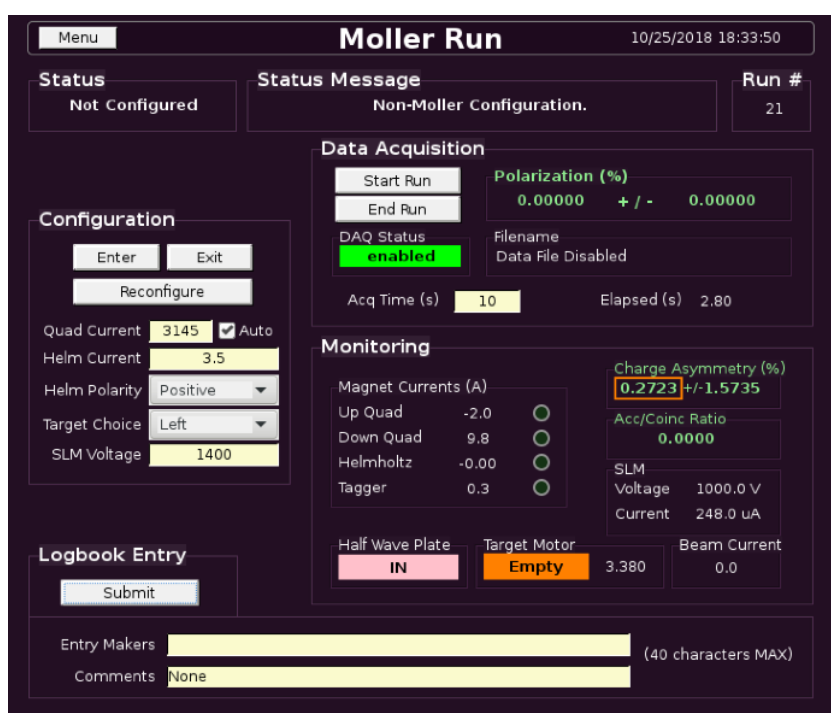 Menu
Moller Run
10/25/2018 18:33:50
Status
Not Configured
Status Message
Non-Moller Configuration.
Run #
21
Data Acquisition
Start Run
End Run
Polarization (%)
0.00000 +/- 0.00000
DAQ Status
enabled
Filename
Data File Disabled
Acq Time (s) 10
Elapsed (s) 2.80
Configuration
Enter Exit
Reconfigure
Quad Current 3145 Auto
Helm Current 3.5
Helm Polarity Positive
Target Choice Left
SLM Voltage 1400
Monitoring
Magnet Currents (A)
Up Quad -2.0
Down Quad 9.8
Helmholtz -0.00
Tagger 0.3
Charge Asymmetry (%)
0.2723 +/-1.5735
Acc/Coinc Ratio
0.0000
SLM
Voltage 1000.0 V
Current 248.0 uA
Half Wave Plate
IN
Target Motor
Empty 3.380
Beam Current
0.0
Logbook Entry
Submit
Entry Makers
(40 characters MAX)
Comments None